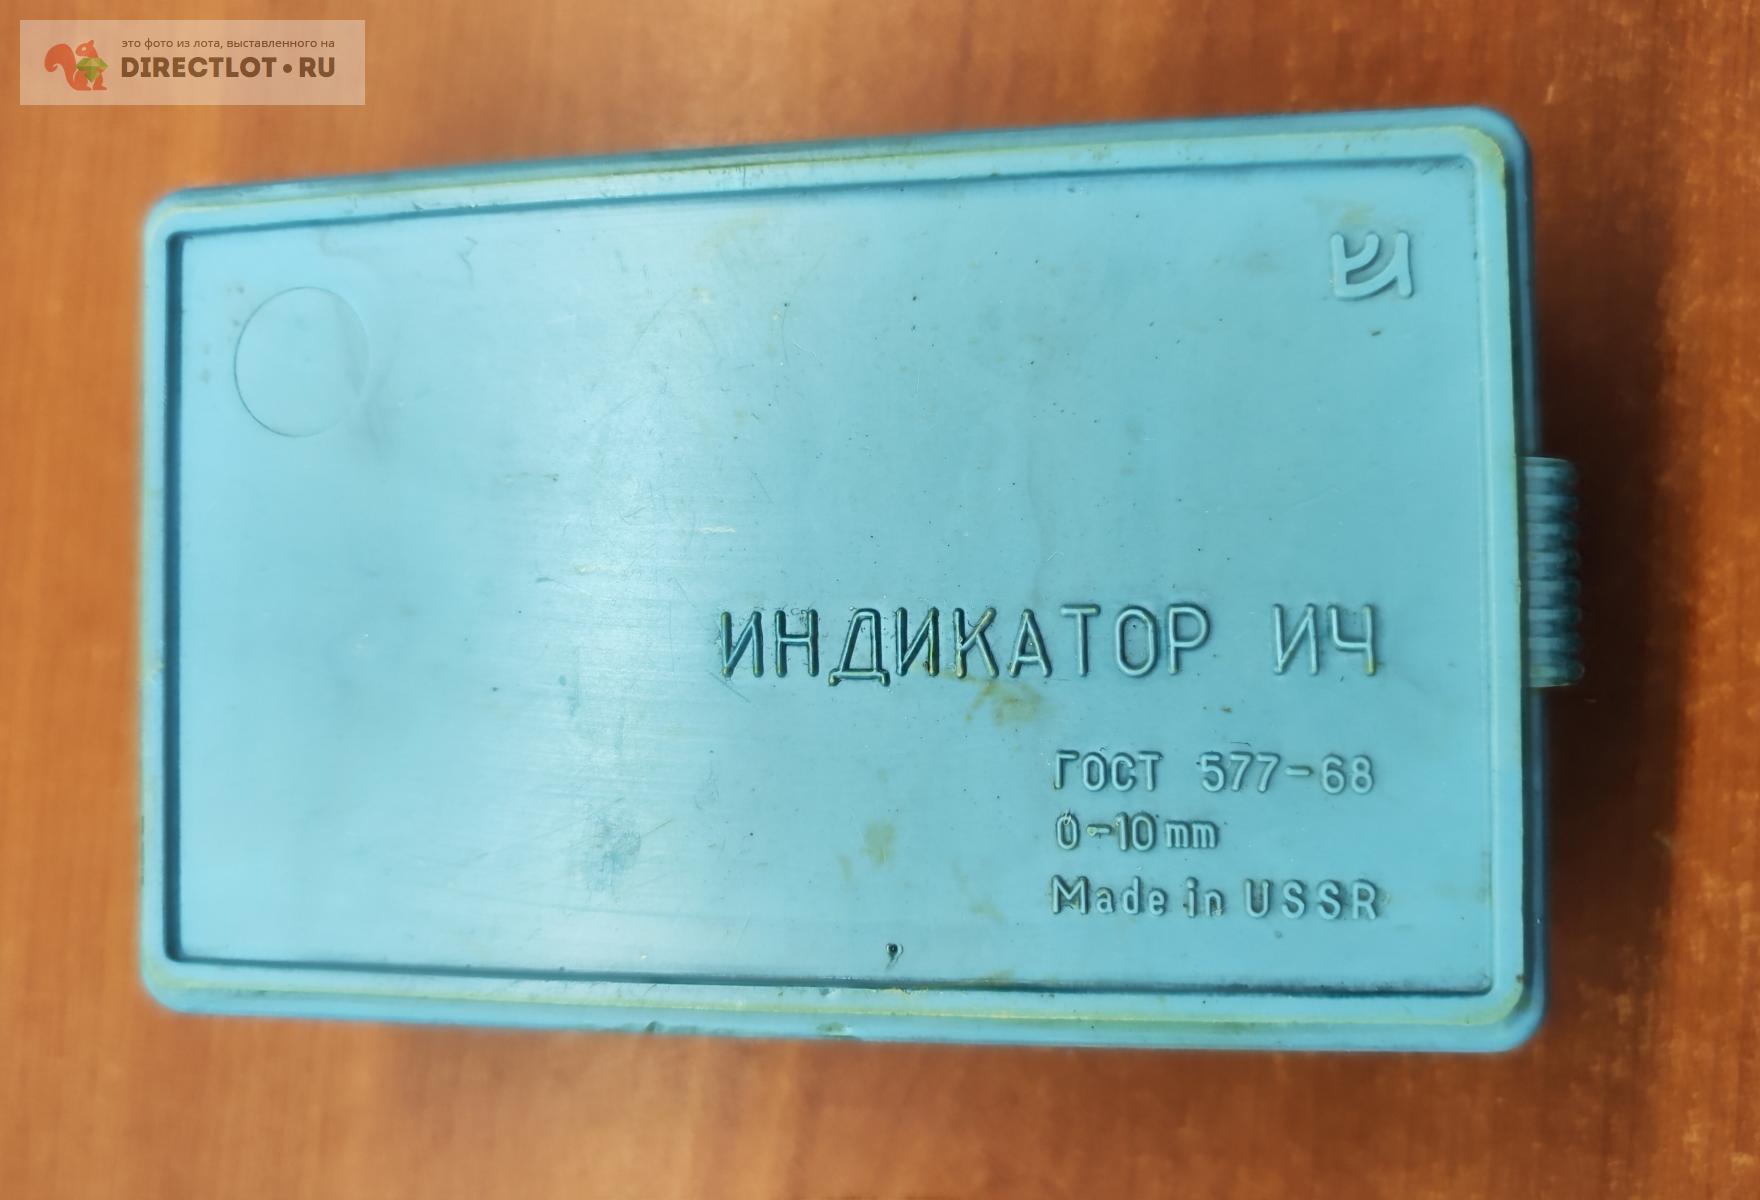 это фото из лота, выставленного на
DIRECTLOT•RU
ИНДИКАТОР ИЧ
ГОСТ 577-68
0-10mm
Made in USSR